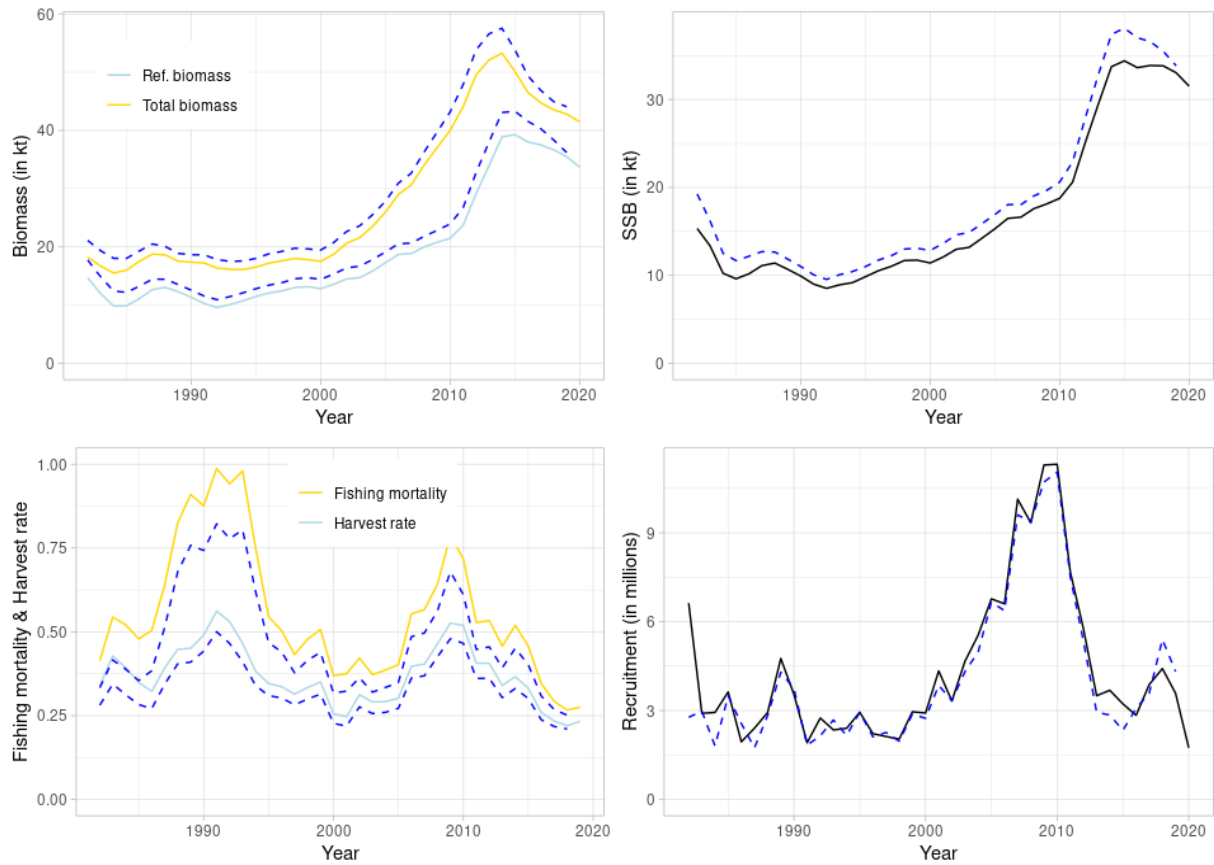 60
40
20
0
Biomass (in kt)
Ref. biomass
Total biomass
1990
2000
2010
2020
Year
30
20
10
0
SSB (in kt)
1990
2000
2010
2020
Year
1.00
0.75
0.50
0.25
0.00
Fishing mortality & Harvest rate
Fishing mortality
Harvest rate
1990
2000
2010
2020
Year
9
6
3
0
Recruitment (in millions)
1990
2000
2010
2020
Year